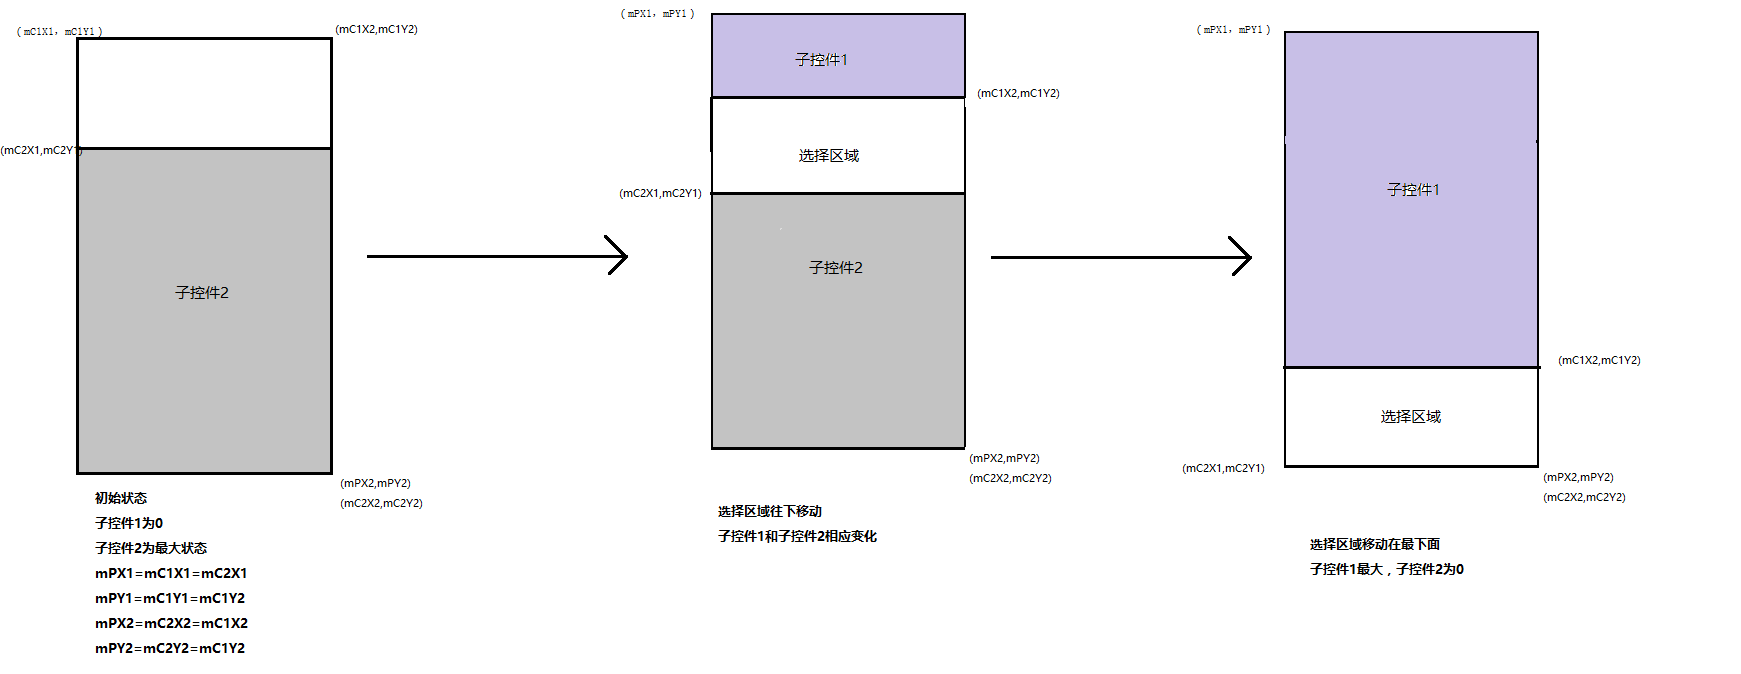 （mC1X1，mC1Y1）
(mC1X2,mC1Y2)
(mC2X1,mC2Y1)
子控件2
(mPX2,mPY2)
(mC2X2,mC2Y2)
初始状态
子控件1为0
子控件2为最大状态
mPX1=mC1X1=mC2X1
mPY1=mC1Y1=mC1Y2
mPX2=mC2X2=mC1X2
mPY2=mC2Y2=mC1Y2
（mPX1，mPY1）
子控件1
(mC1X2,mC1Y2)
选择区域
(mC2X1,mC2Y1)
子控件2
(mPX2,mPY2)
(mC2X2,mC2Y2)
选择区域往下移动
子控件1和子控件2相应变化
（mPX1，mPY1）
子控件1
(mC1X2,mC1Y2)
选择区域
(mC2X1,mC2Y1)
(mPX2,mPY2)
(mC2X2,mC2Y2)
选择区域移动在最下面
子控件1最大，子控件2为0